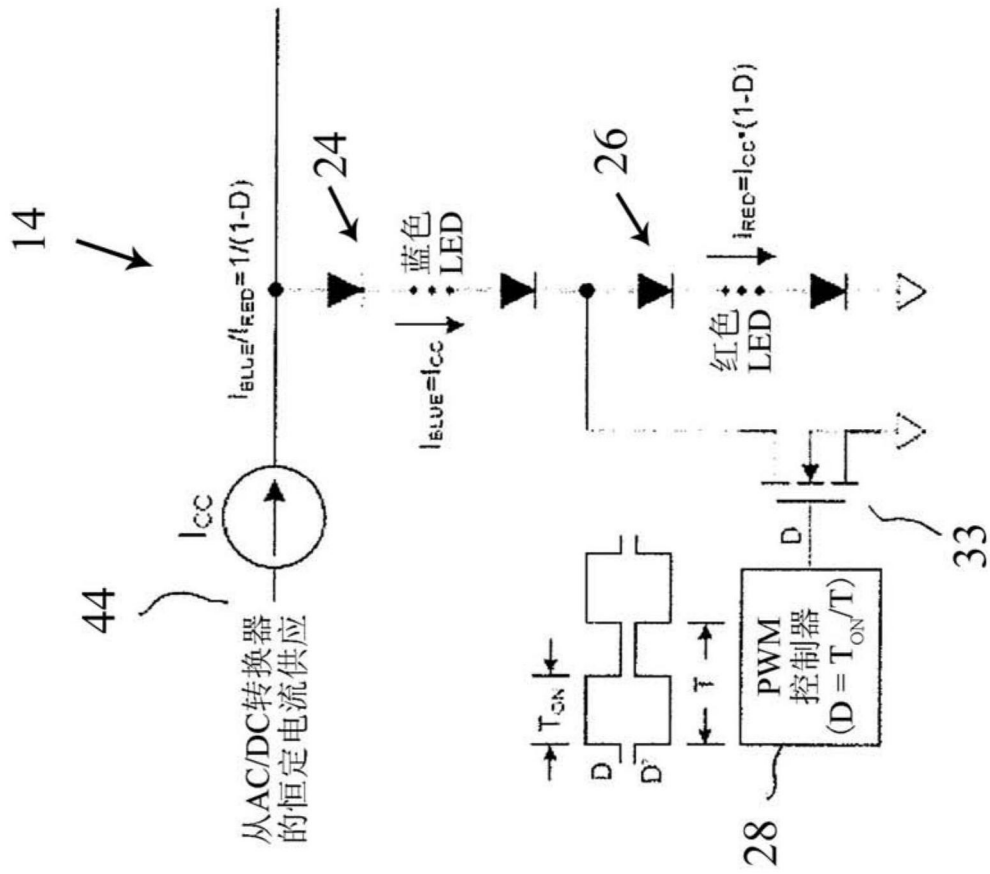 14
I_BLUE/I_RED=1/(1-D)
I_CC
44
从AC/DC转换器
的恒定电流供应
24
蓝色
LED
I_BLUE=I_CC
26
I_RED=I_CC•(1-D)
红色
LED
D
33
T_ON
D
D'
T
PWM
控制器
(D = T_ON/T)
28